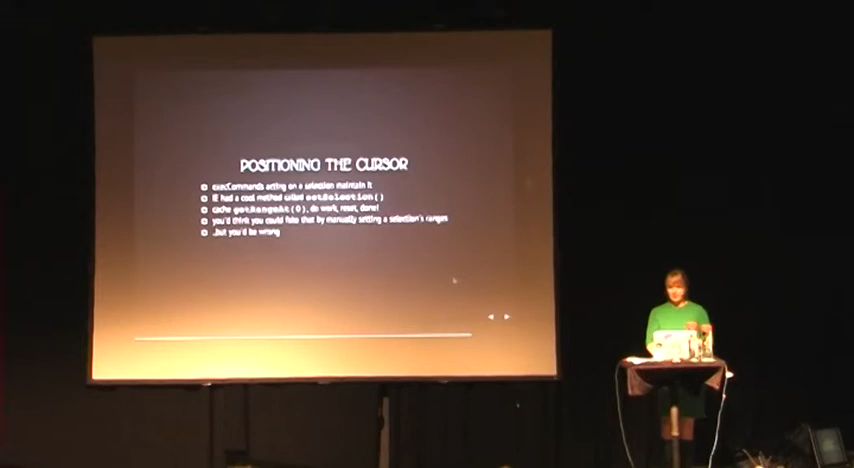 POSITIONING THE CURSOR
execCommands acting on a selection maintain it
IE had a cool method called setSelection()
cache getRangeAt(0), do work, reset, done!
you'd think you could fake that by manually setting a selection's ranges
...but you'd be wrong